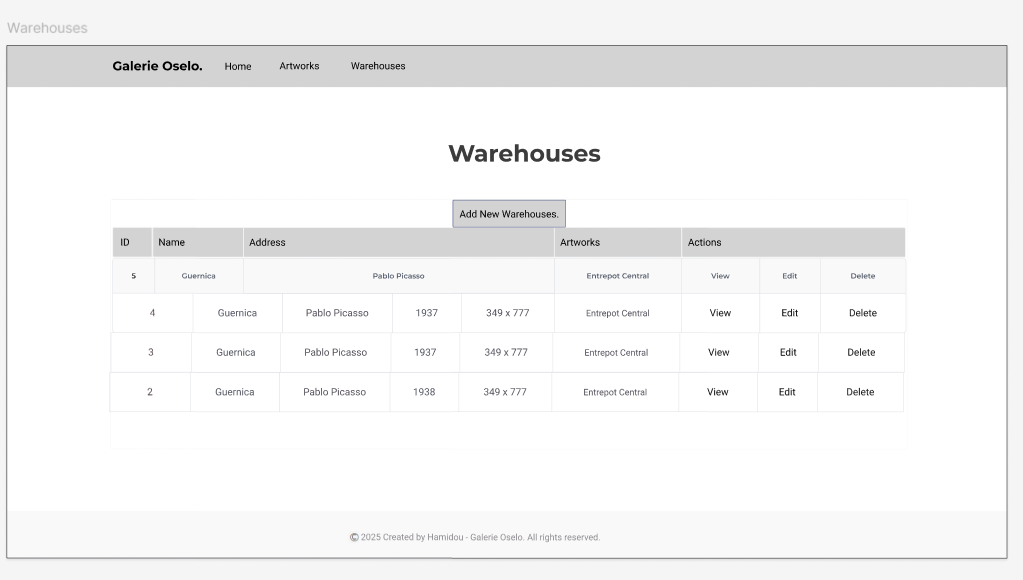 Warehouses
Galerie Oselo. Home Artworks Warehouses
Warehouses
Add New Warehouses.
ID Name Address Artworks Actions
5 Guernica Pablo Picasso Entrepot Central View Edit Delete
4 Guernica Pablo Picasso 1937 349 x 777 Entrepot Central View Edit Delete
3 Guernica Pablo Picasso 1937 349 x 777 Entrepot Central View Edit Delete
2 Guernica Pablo Picasso 1938 349 x 777 Entrepot Central View Edit Delete
© 2025 Created by Hamidou - Galerie Oselo. All rights reserved.